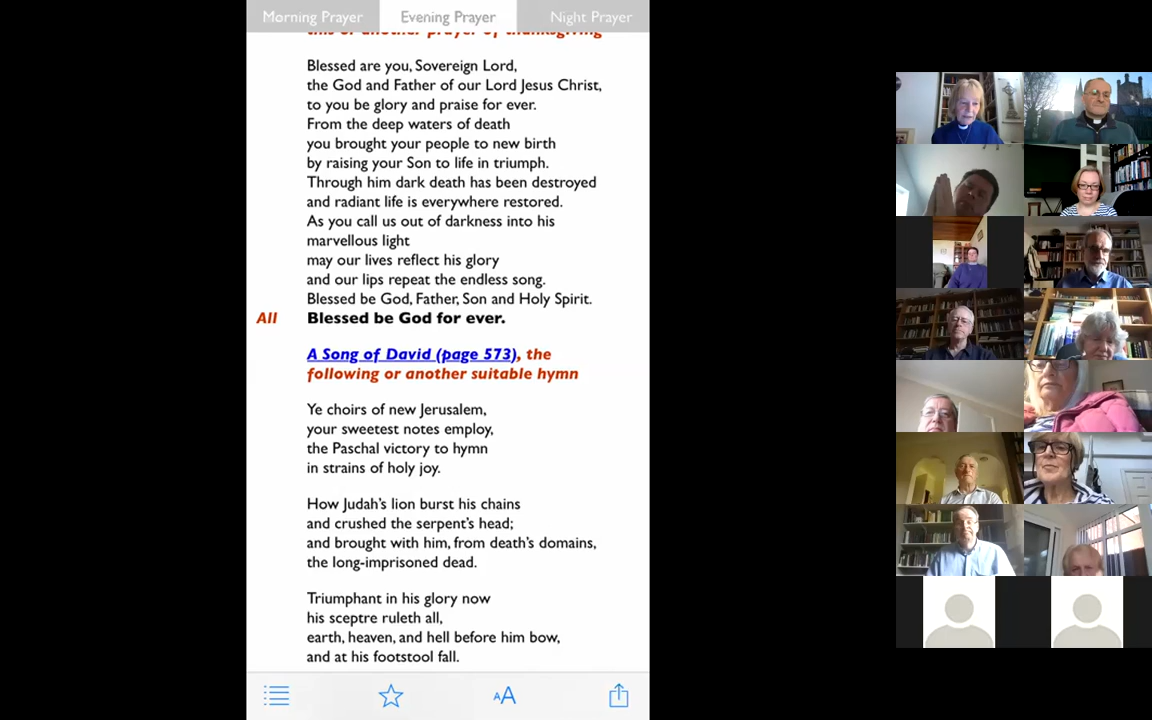 Morning Prayer
Evening Prayer
Night Prayer
this or another prayer of thanksgiving
Blessed are you, Sovereign Lord,
the God and Father of our Lord Jesus Christ,
to you be glory and praise for ever.
From the deep waters of death
you brought your people to new birth
by raising your Son to life in triumph.
Through him dark death has been destroyed
and radiant life is everywhere restored.
As you call us out of darkness into his
marvellous light
may our lives reflect his glory
and our lips repeat the endless song.
Blessed be God, Father, Son and Holy Spirit.
All Blessed be God for ever.
A Song of David (page 573), the
following or another suitable hymn
Ye choirs of new Jerusalem,
your sweetest notes employ,
the Paschal victory to hymn
in strains of holy joy.
How Judah's lion burst his chains
and crushed the serpent's head;
and brought with him, from death's domains,
the long-imprisoned dead.
Triumphant in his glory now
his sceptre ruleth all,
earth, heaven, and hell before him bow,
and at his footstool fall.
AA